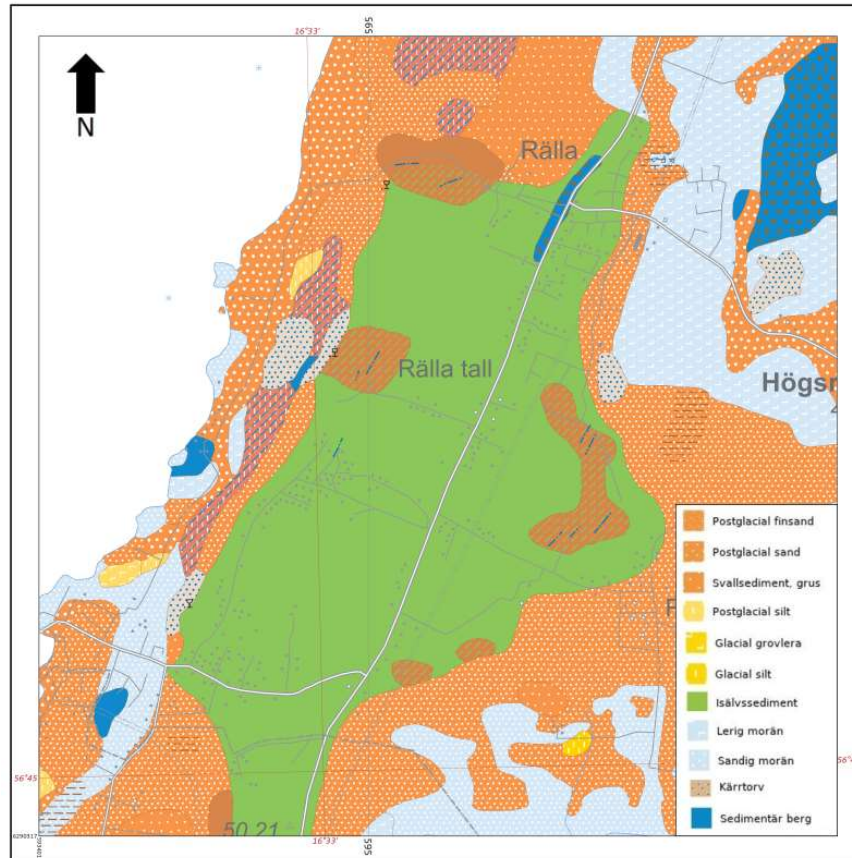 16°33'
595
N
Rälla
Rälla tall
Högsr
Postglacial finsand
Postglacial sand
Svallsediment, grus
Postglacial silt
Glacial grovlera
Glacial silt
Isälvssediment
Lerig morän
Sandig morän
Kärrtorv
Sedimentär berg
56°45
6290317
50 21
16°33'
595